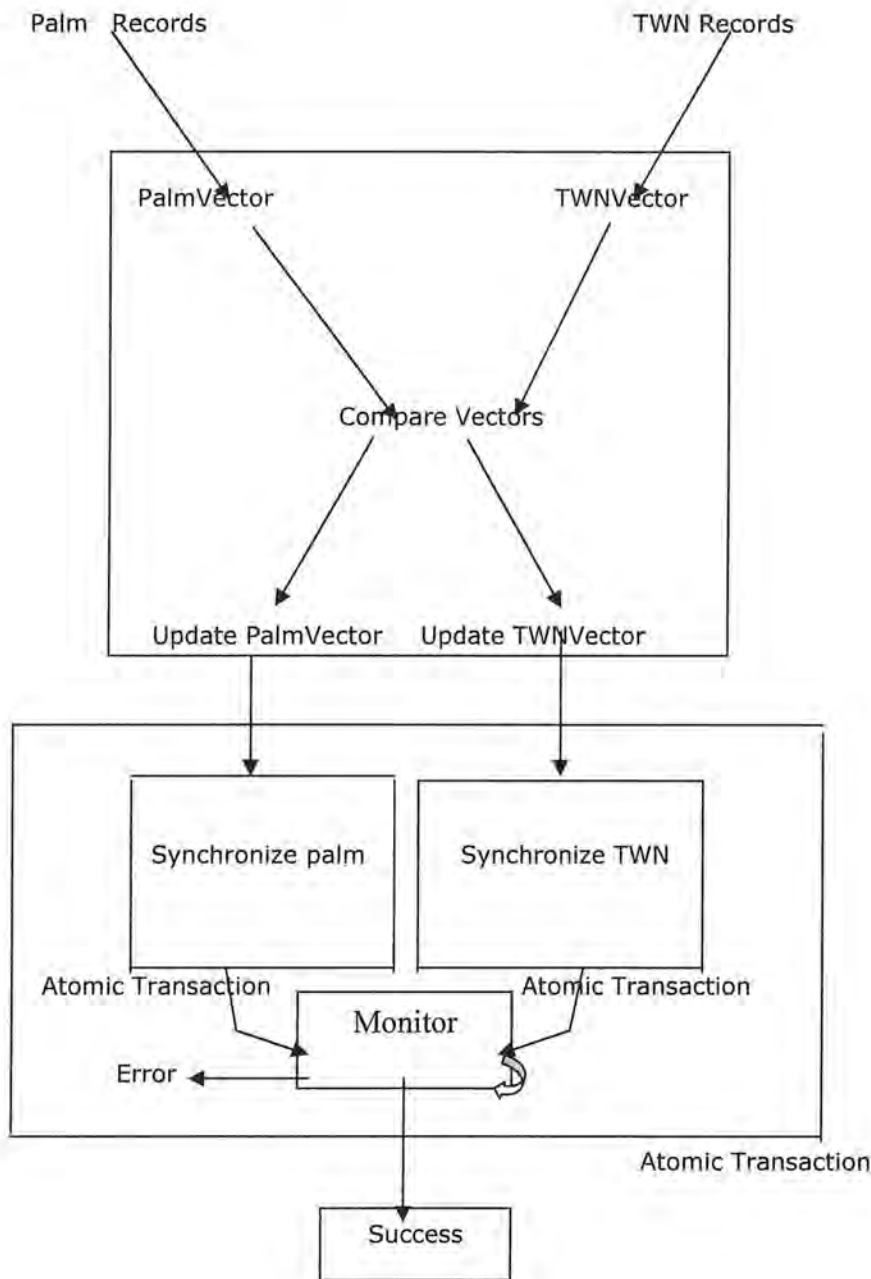 Palm Records
TWN Records
PalmVector
TWNVector
Compare Vectors
Update PalmVector
Update TWNVector
Synchronize palm
Synchronize TWN
Atomic Transaction
Atomic Transaction
Monitor
Error
Atomic Transaction
Success